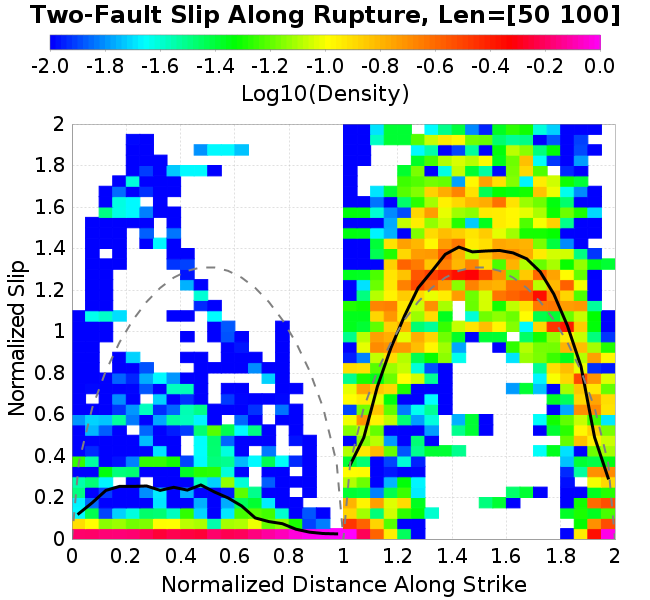 Two-Fault Slip Along Rupture, Len=[50 100]
-2.0 -1.8 -1.6 -1.4 -1.2 -1.0 -0.8 -0.6 -0.4 -0.2 0.0
Log10(Density)
Normalized Slip
2
1.8
1.6
1.4
1.2
1
0.8
0.6
0.4
0.2
0
0 0.2 0.4 0.6 0.8 1 1.2 1.4 1.6 1.8 2
Normalized Distance Along Strike